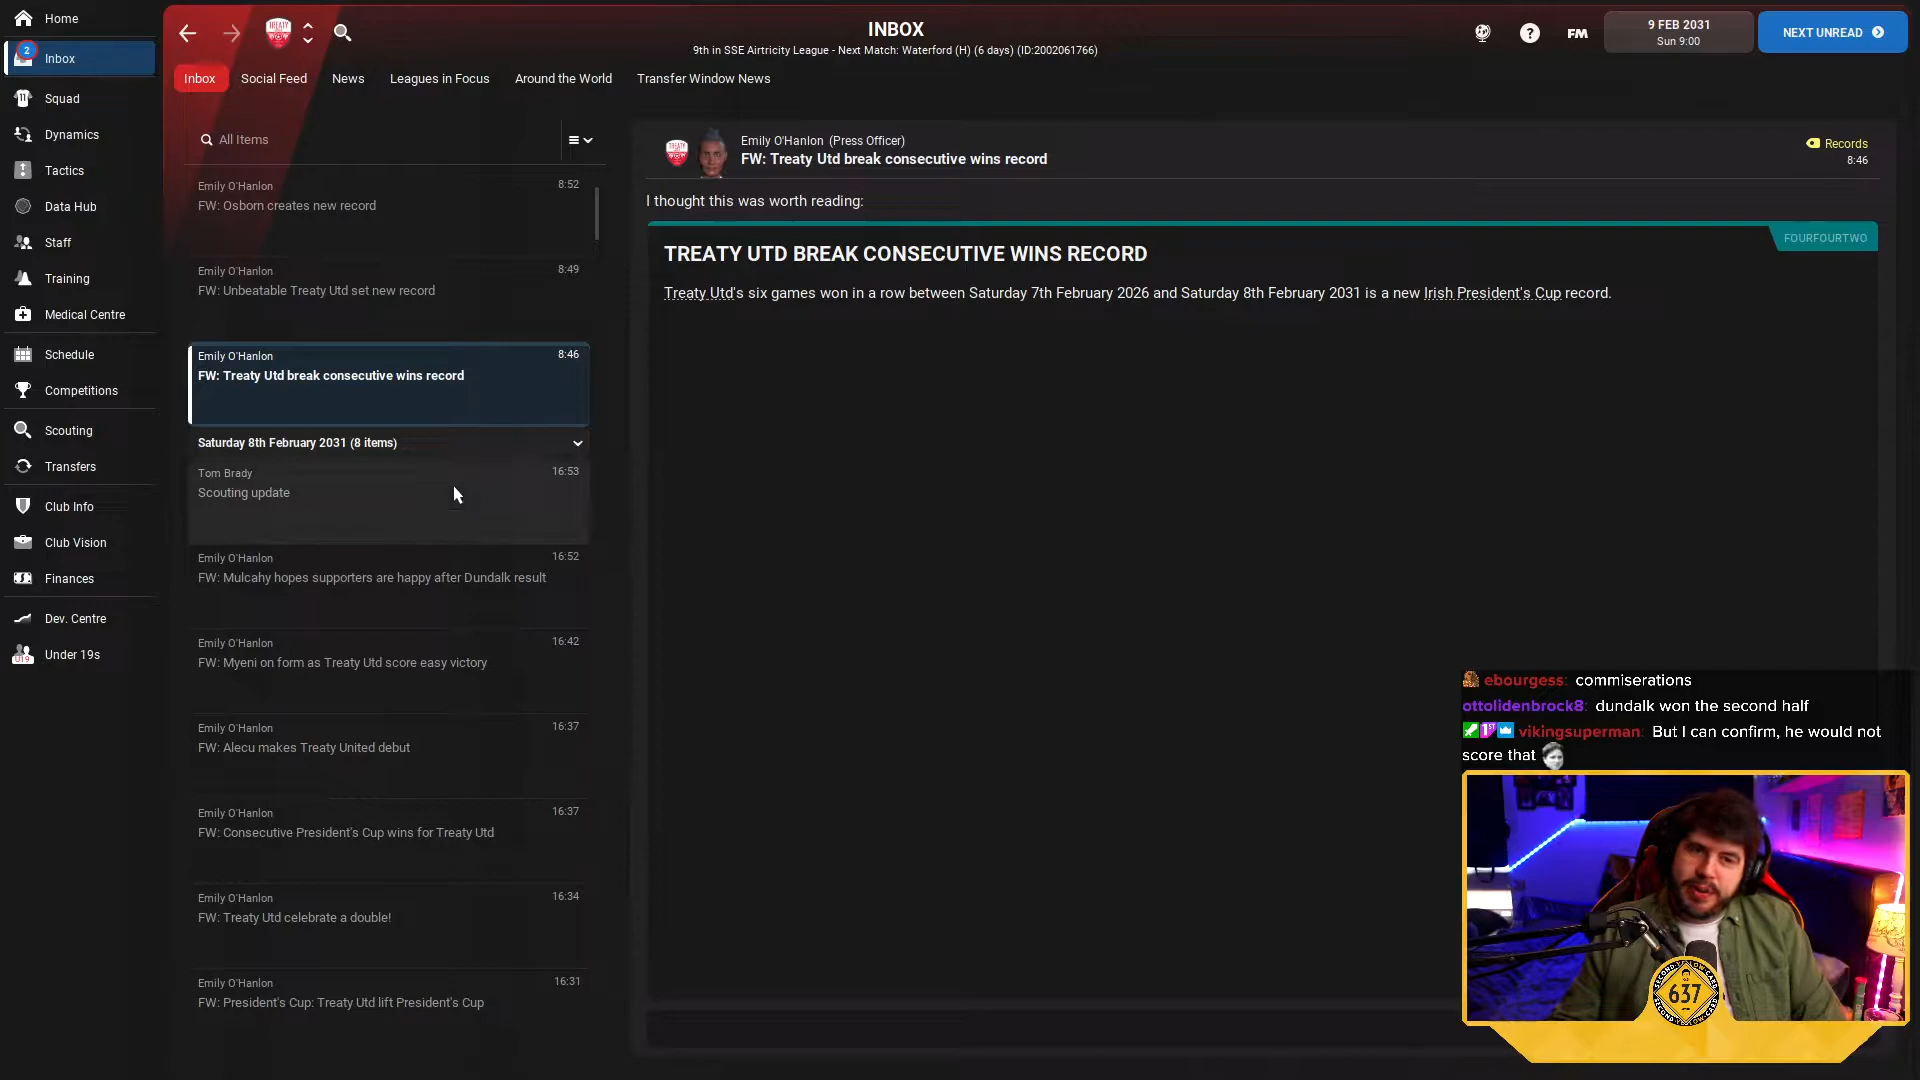 Home
2
Inbox
Squad
Dynamics
Tactics
Data Hub
Staff
Training
Medical Centre
Schedule
Competitions
Scouting
Transfers
Club Info
Club Vision
Finances
Dev. Centre
U19
Under 19s
TREATY
INBOX
9th in SSE Airtricity League - Next Match: Waterford (H) (6 days) (ID:2002061766)
?
FM
9 FEB 2031
Sun 9:00
NEXT UNREAD
Inbox
Social Feed
News
Leagues in Focus
Around the World
Transfer Window News
All Items
Emily O'Hanlon
8:52
FW: Osborn creates new record
Emily O'Hanlon
8:49
FW: Unbeatable Treaty Utd set new record
Emily O'Hanlon
8:46
FW: Treaty Utd break consecutive wins record
Saturday 8th February 2031 (8 items)
Tom Brady
16:53
Scouting update
Emily O'Hanlon
16:52
FW: Mulcahy hopes supporters are happy after Dundalk result
Emily O'Hanlon
16:42
FW: Myeni on form as Treaty Utd score easy victory
Emily O'Hanlon
16:37
FW: Alecu makes Treaty United debut
Emily O'Hanlon
16:37
FW: Consecutive President's Cup wins for Treaty Utd
Emily O'Hanlon
16:34
FW: Treaty Utd celebrate a double!
Emily O'Hanlon
16:31
FW: President's Cup: Treaty Utd lift President's Cup
TREATY
Emily O'Hanlon (Press Officer)
FW: Treaty Utd break consecutive wins record
Records
8:46
I thought this was worth reading:
FOURFOURTWO
TREATY UTD BREAK CONSECUTIVE WINS RECORD
Treaty Utd's six games won in a row between Saturday 7th February 2026 and Saturday 8th February 2031 is a new Irish President's Cup record.
ebourgess: commiserations
ottolidenbrock8: dundalk won the second half
1ST vikingsuperman: But I can confirm, he would not
score that
SECOND YELLOW CARD
637